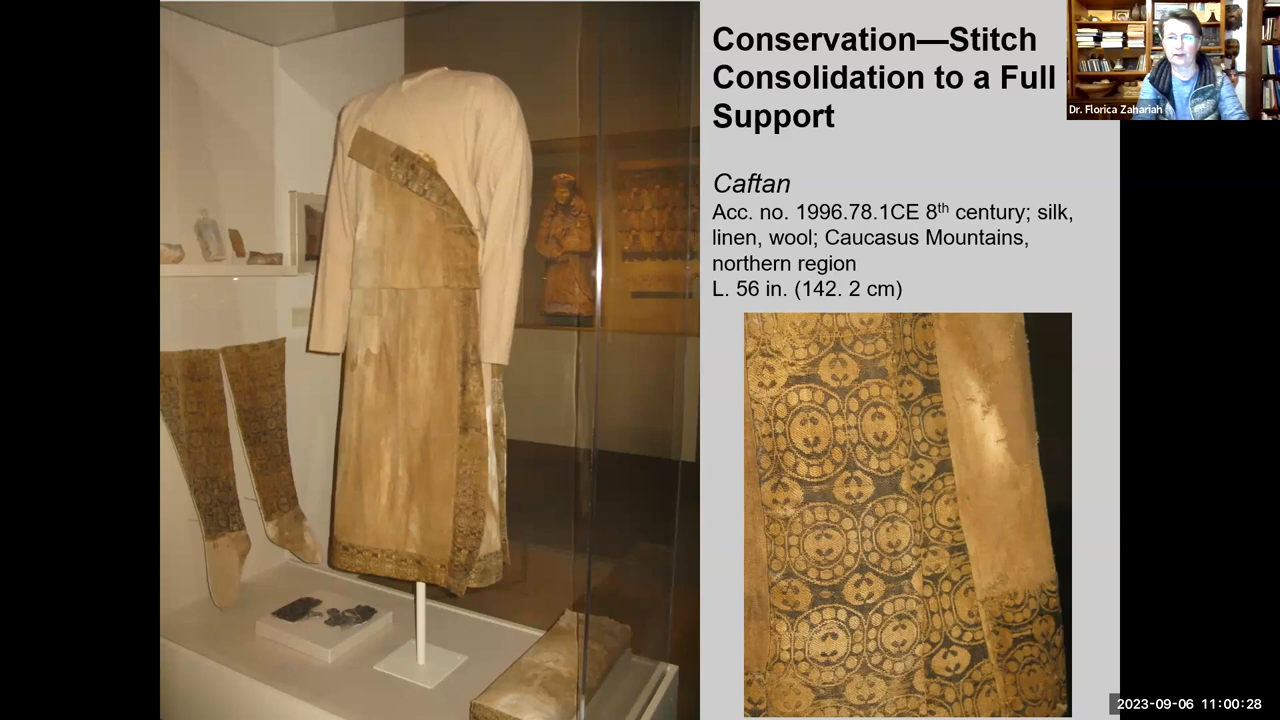 Conservation—Stitch
Consolidation to a Full
Support
Dr. Florica Zahariah
Caftan
Acc. no. 1996.78.1CE 8th century; silk,
linen, wool; Caucasus Mountains,
northern region
L. 56 in. (142. 2 cm)
2023-09-06 11:00:28